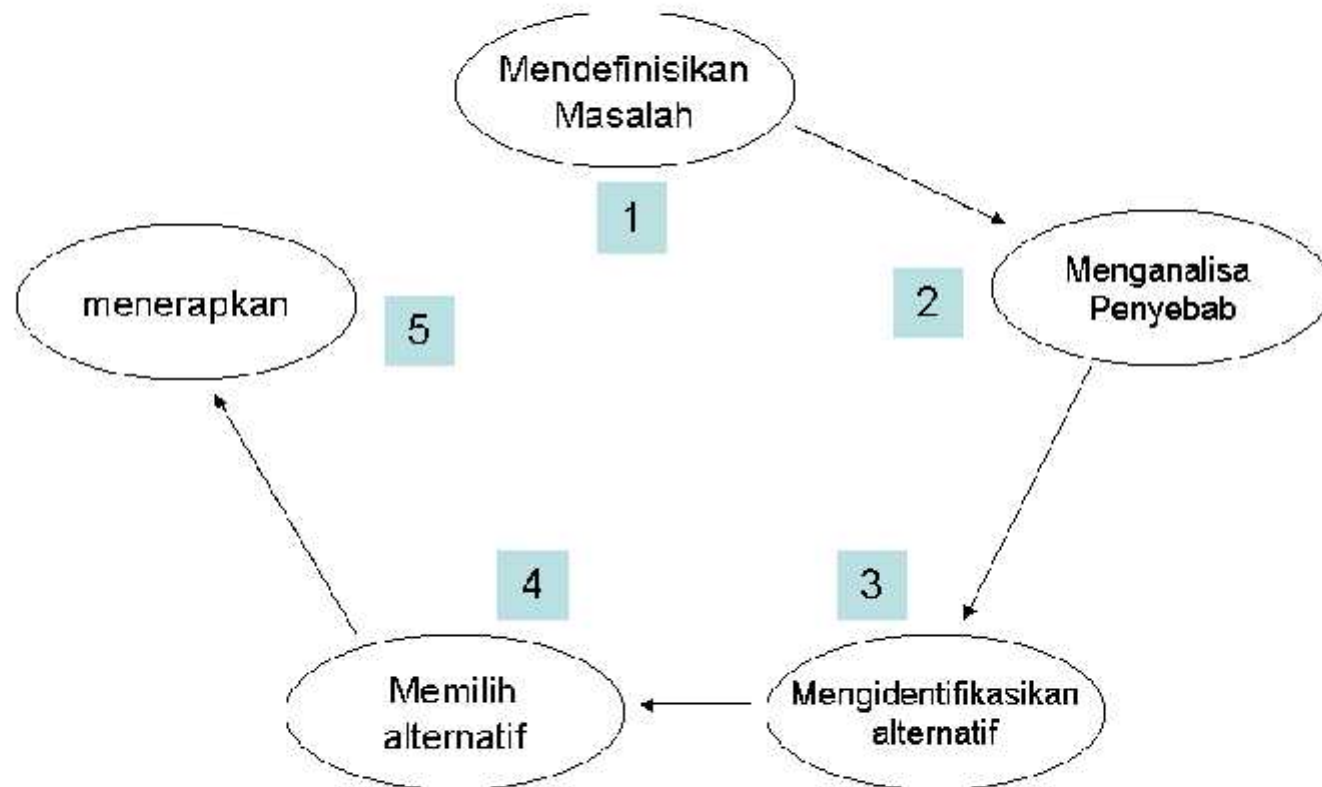 Mendefinisikan
Masalah
1
Menganalisa
Penyebab
2
Mengidentifikasikan
alternatif
3
Memilih
alternatif
4
menerapkan
5